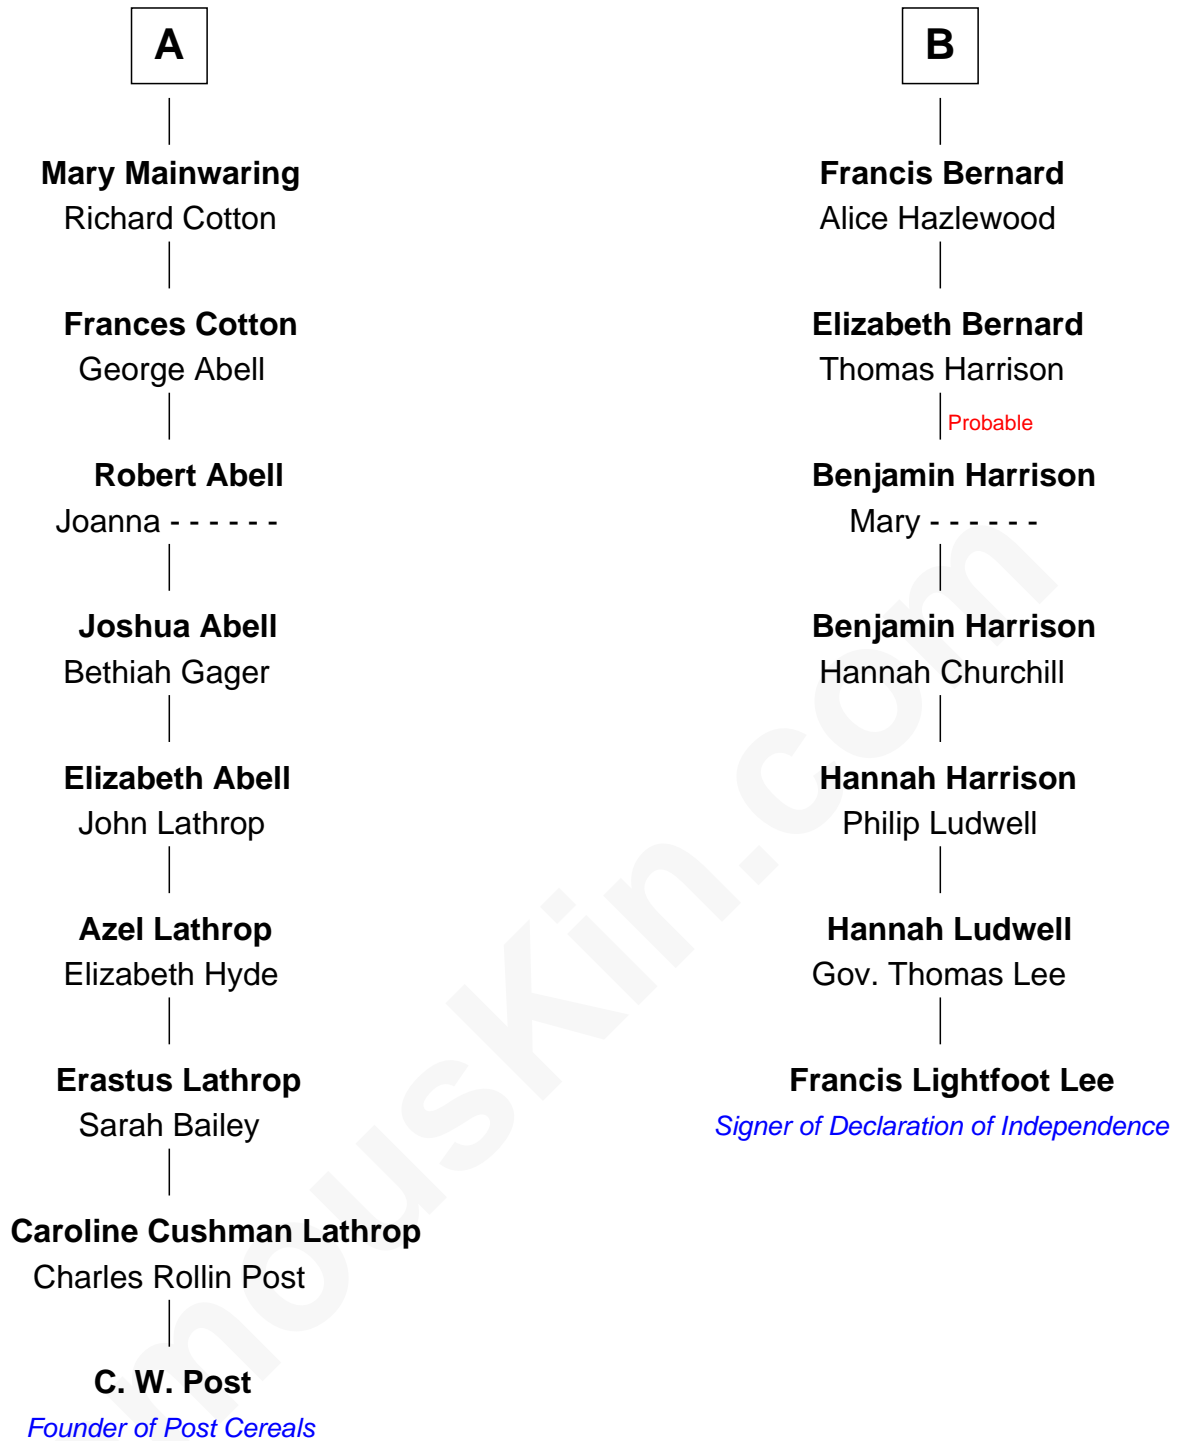 A
Mary Mainwaring
Richard Cotton
Frances Cotton
George Abell
Robert Abell
Joanna - - - - - -
Joshua Abell
Bethiah Gager
Elizabeth Abell
John Lathrop
Azel Lathrop
Elizabeth Hyde
Erastus Lathrop
Sarah Bailey
Caroline Cushman Lathrop
Charles Rollin Post
C. W. Post
Founder of Post Cereals
B
Francis Bernard
Alice Hazlewood
Elizabeth Bernard
Thomas Harrison
Probable
Benjamin Harrison
Mary - - - - - -
Benjamin Harrison
Hannah Churchill
Hannah Harrison
Philip Ludwell
Hannah Ludwell
Gov. Thomas Lee
Francis Lightfoot Lee
Signer of Declaration of Independence
mousKin.com